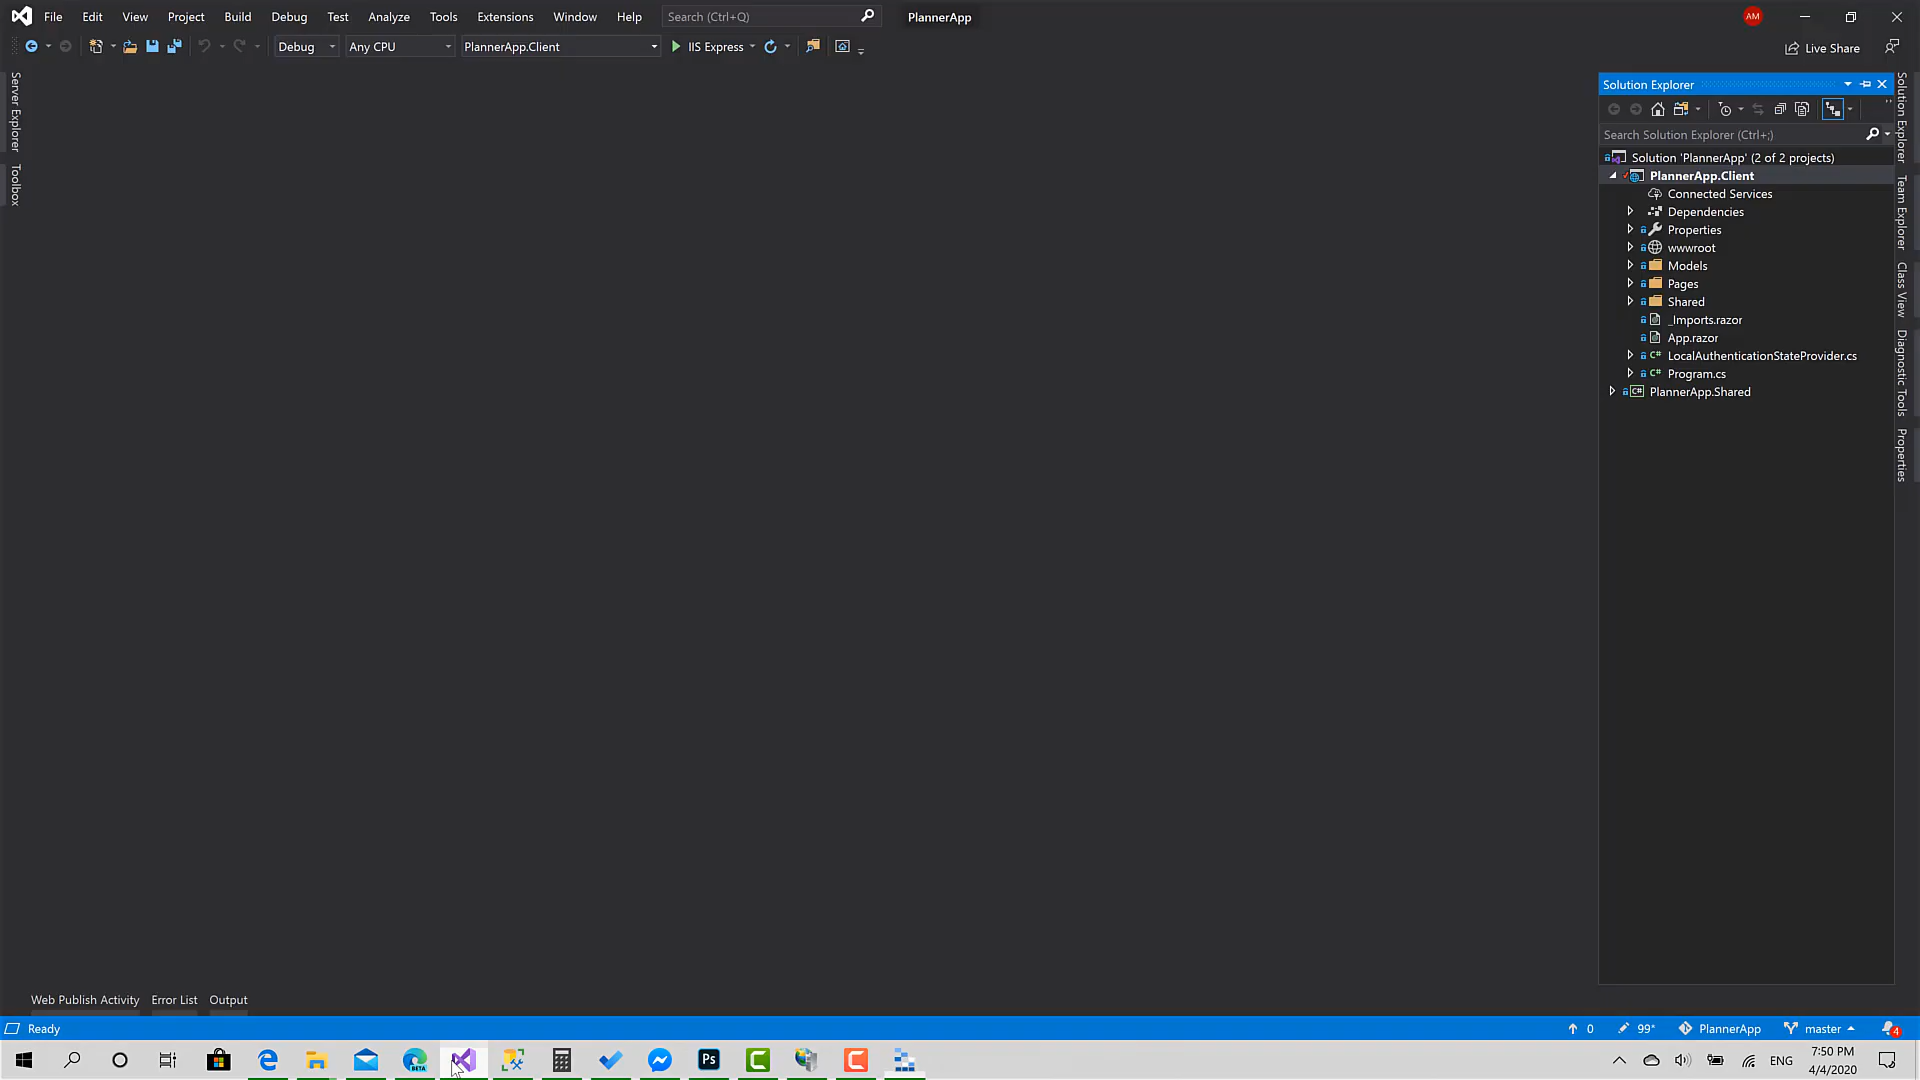 File Edit View Project Build Debug Test Analyze Tools Extensions Window Help Search (Ctrl+Q) PlannerApp AM
Debug Any CPU PlannerApp.Client IIS Express Live Share
Server Explorer
Toolbox
Solution Explorer
Search Solution Explorer (Ctrl+;)
Solution 'PlannerApp' (2 of 2 projects)
PlannerApp.Client
Connected Services
Dependencies
Properties
wwwroot
Models
Pages
Shared
_Imports.razor
App.razor
C# LocalAuthenticationStateProvider.cs
C# Program.cs
C# PlannerApp.Shared
Solution Explorer
Team Explorer
Class View
Diagnostic Tools
Properties
Web Publish Activity Error List Output
Ready 0 99* PlannerApp master 4
BETA Ps C C ENG 7:50 PM
4/4/2020